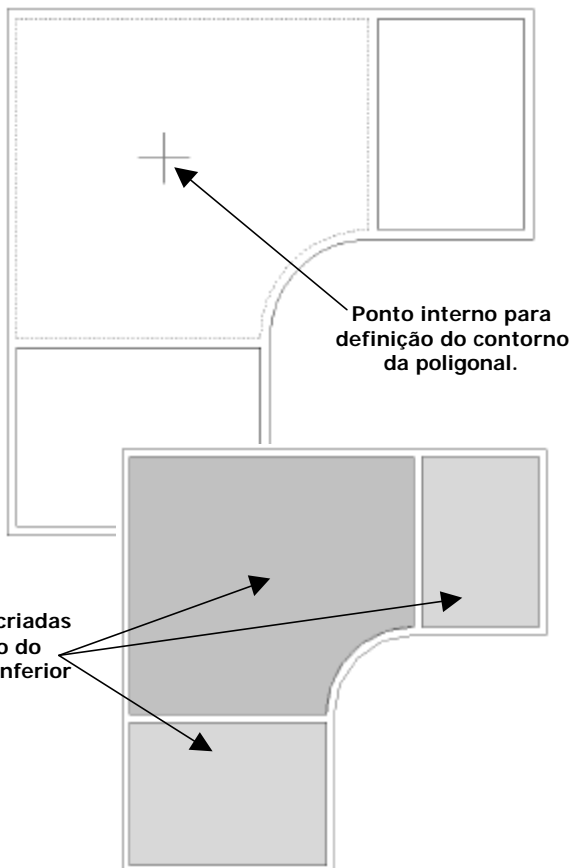 Ponto interno para
definição do contorno
da poligonal.
criadas
o do
nferior